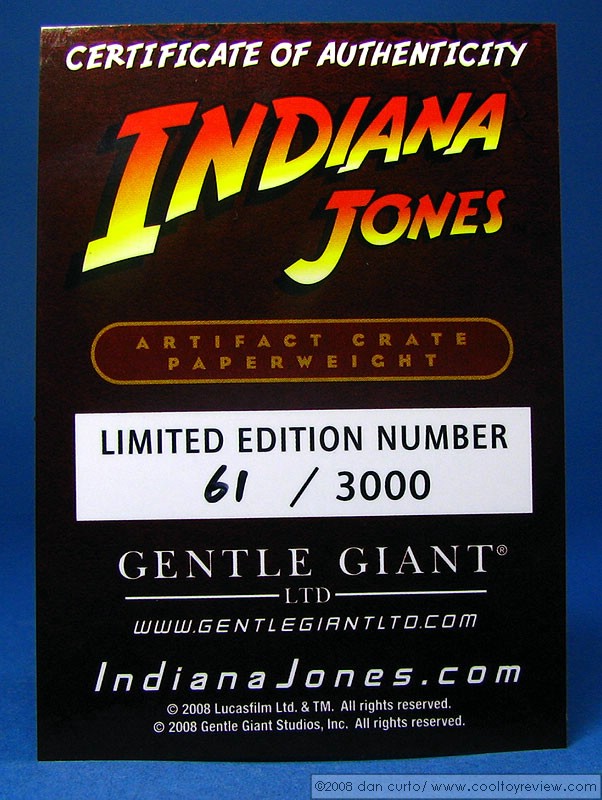 CERTIFICATE OF AUTHENTICITY
INDIANA
JONES
ARTIFACT CRATE
PAPERWEIGHT
LIMITED EDITION NUMBER
61 / 3000
GENTLE GIANT®
LTD
WWW.GENTLEGIANTLTD.COM
IndianaJones.com
© 2008 Lucasfilm Ltd. & TM. All rights reserved.
© 2008 Gentle Giant Studios, Inc. All rights reserved.
©2008 dan curto/ www.cooltoyreview.com